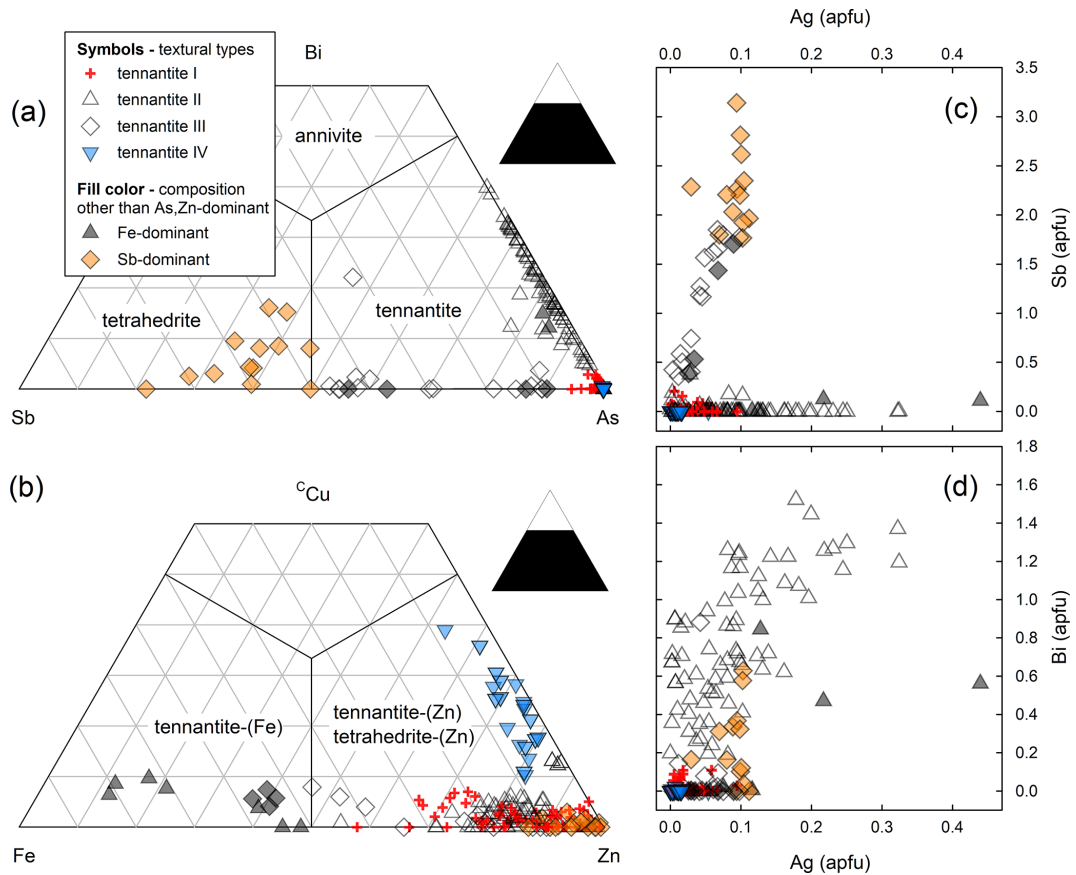 (a)
Symbols - textural types
tennantite I
tennantite II
tennantite III
tennantite IV
Fill color - composition
other than As,Zn-dominant
Fe-dominant
Sb-dominant
Bi
annivite
tetrahedrite
tennantite
Sb
As
(b)
ᶜCu
tennantite-(Fe)
tennantite-(Zn)
tetrahedrite-(Zn)
Fe
Zn
Ag (apfu)
0.0 0.1 0.2 0.3 0.4
(c)
3.5
3.0
2.5
2.0
1.5
1.0
0.5
0.0
Sb (apfu)
(d)
1.8
1.6
1.4
1.2
1.0
0.8
0.6
0.4
0.2
0.0
Bi (apfu)
0.0 0.1 0.2 0.3 0.4
Ag (apfu)